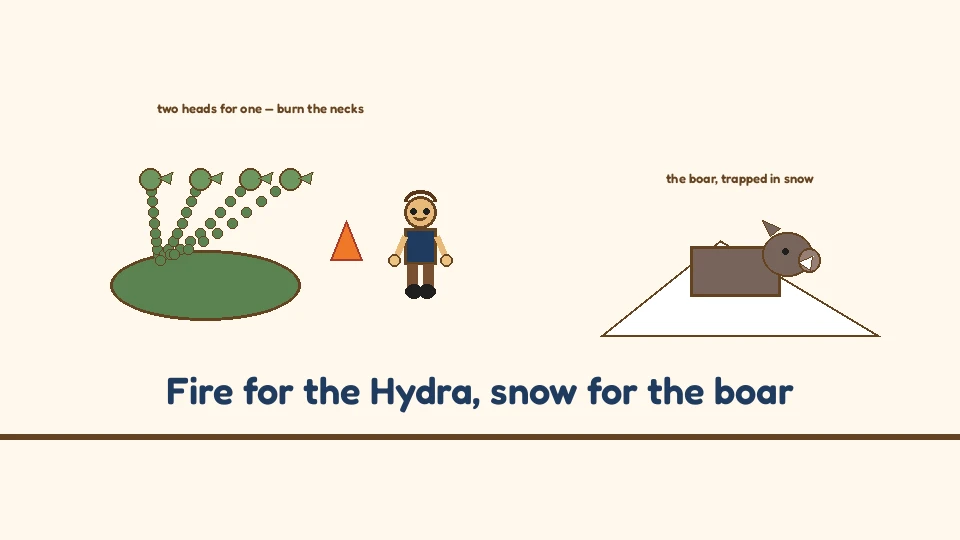 two heads for one — burn the necks
the boar, trapped in snow
Fire for the Hydra, snow for the boar